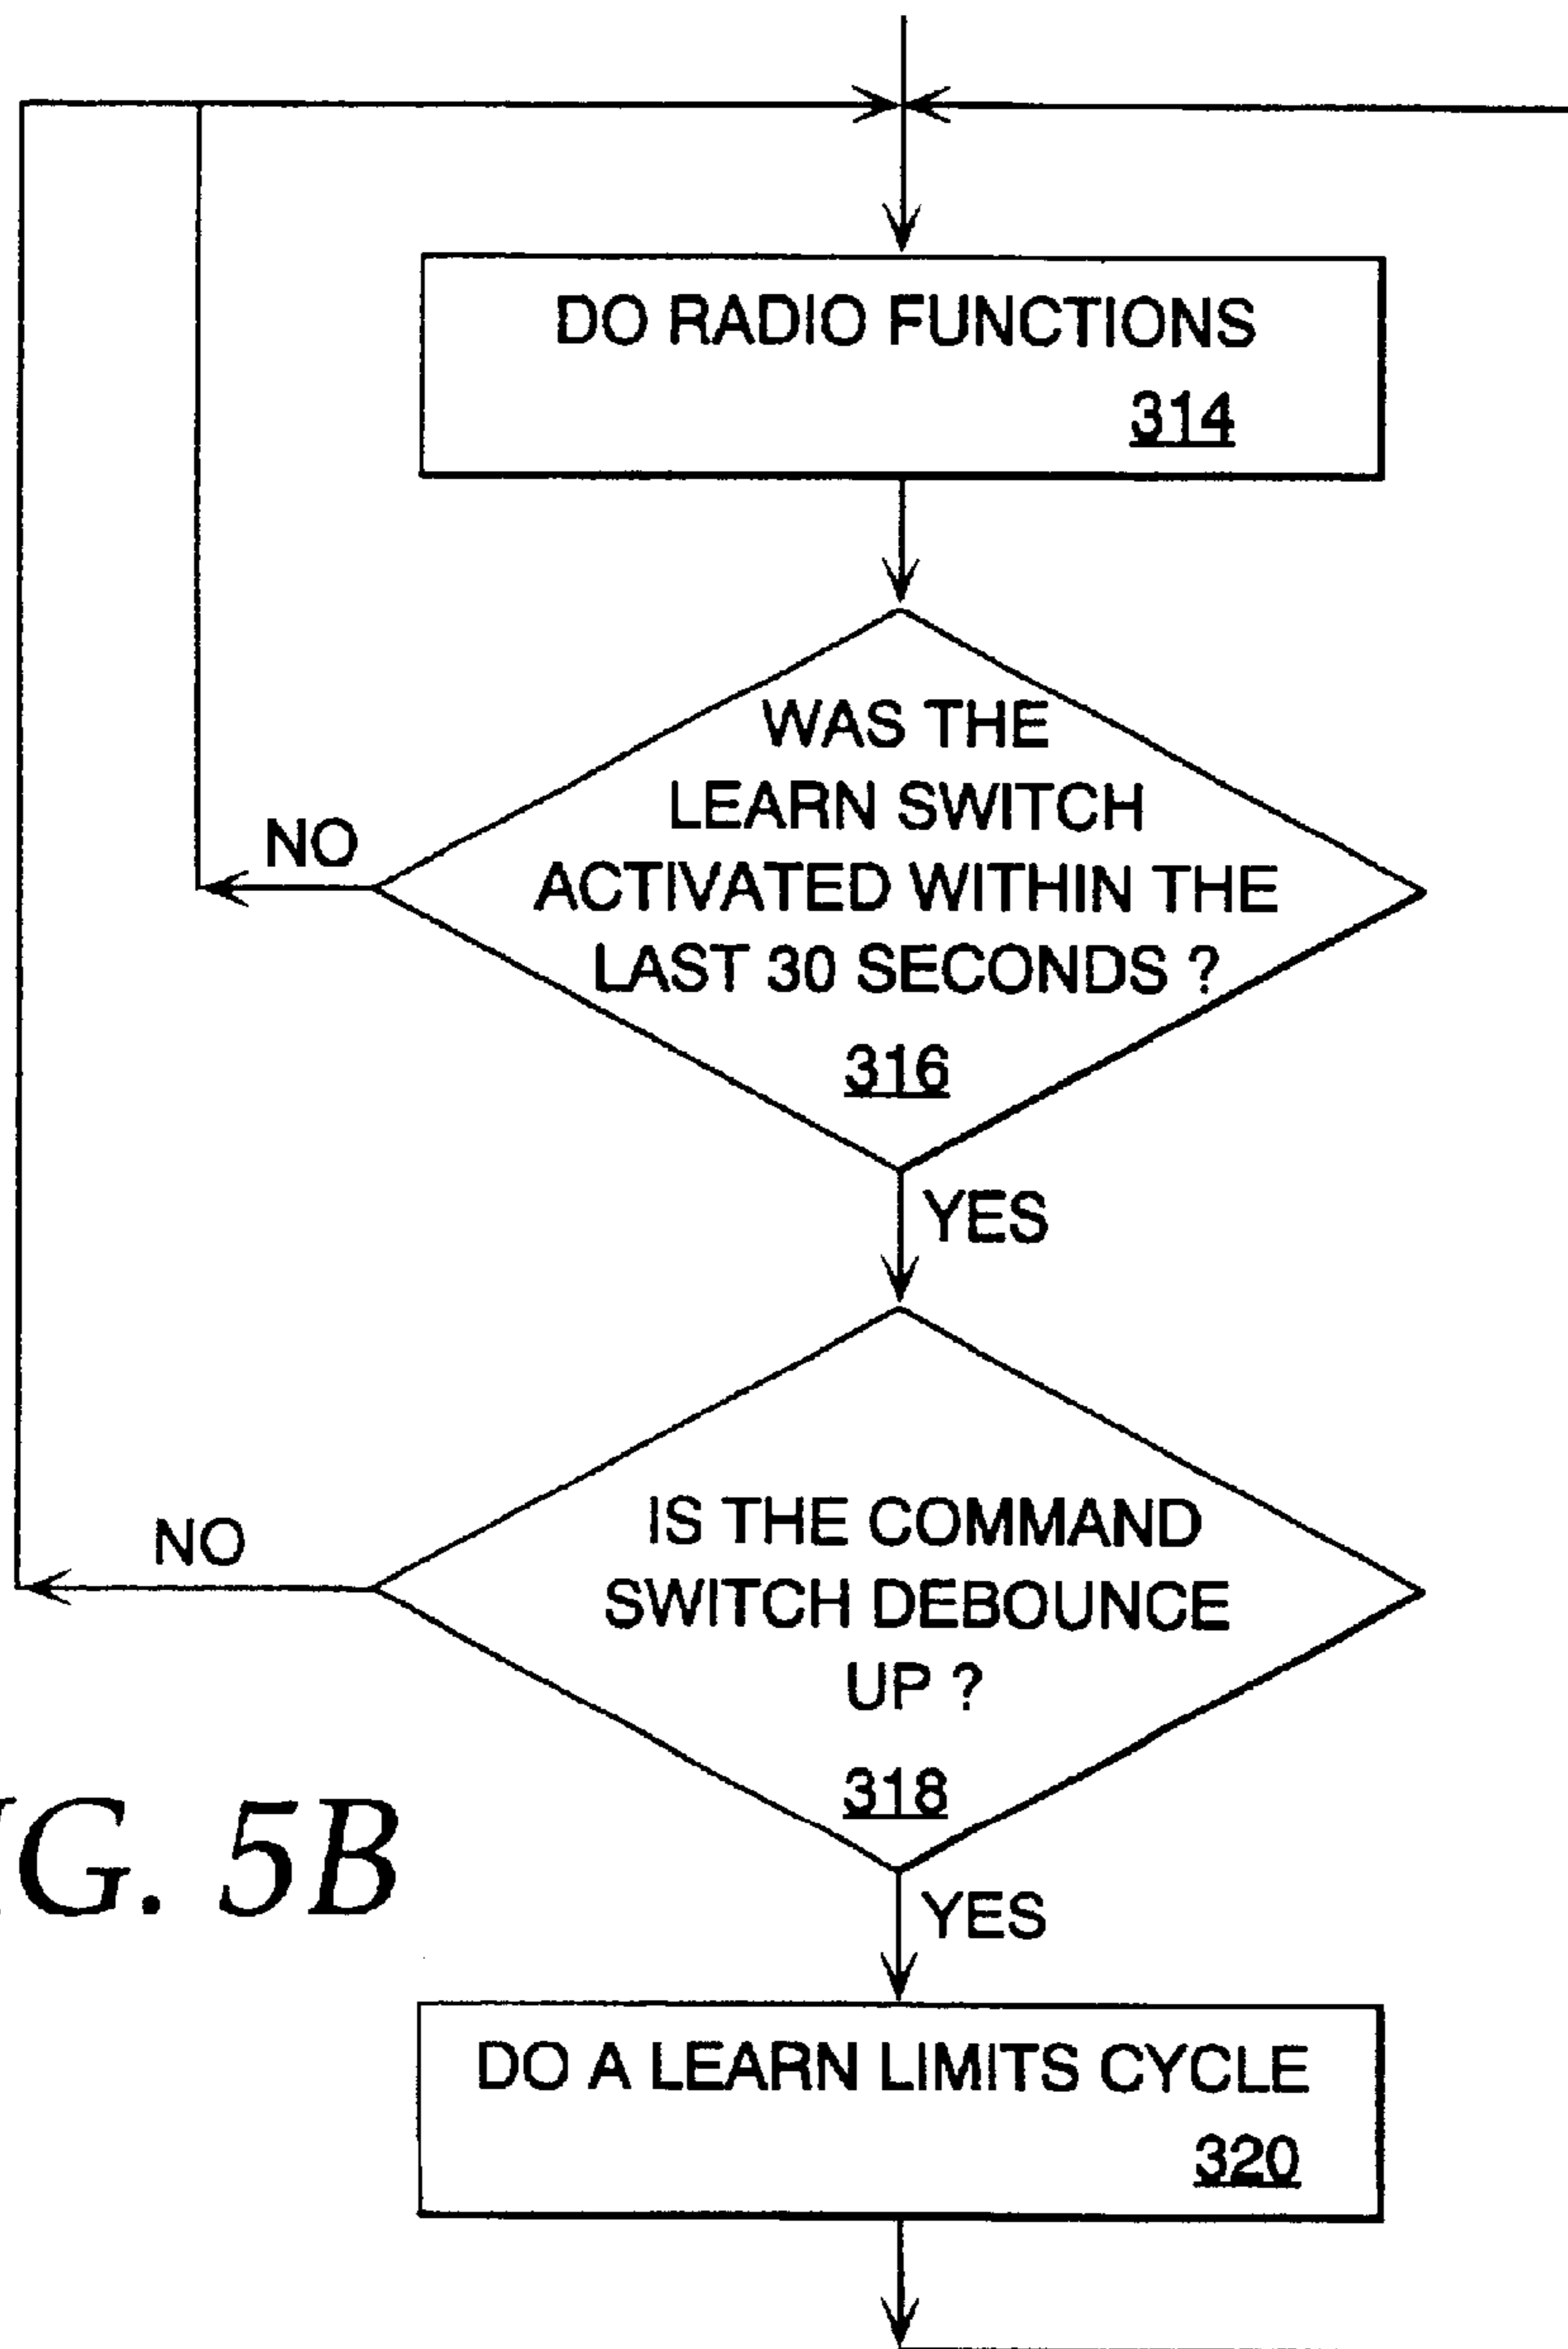 DO RADIO FUNCTIONS
314
WAS THE
LEARN SWITCH
ACTIVATED WITHIN THE
LAST 30 SECONDS ?
316
NO
YES
IS THE COMMAND
SWITCH DEBOUNCE
UP ?
318
NO
YES
G. 5B
DO A LEARN LIMITS CYCLE
320